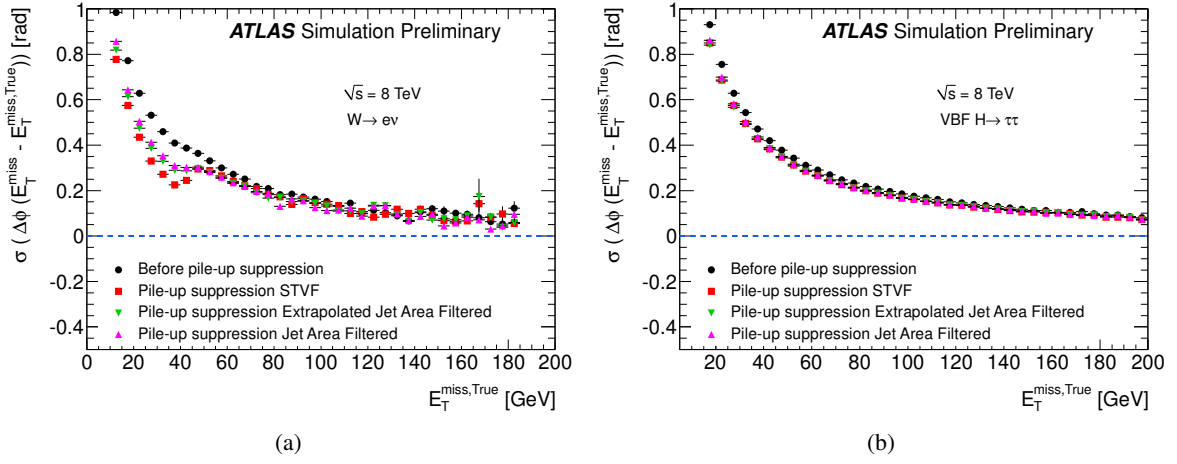 σ ( Δϕ (E_T^miss - E_T^miss,True)) [rad]
1
0.8
0.6
0.4
0.2
0
-0.2
-0.4
ATLAS Simulation Preliminary
√s = 8 TeV
W→ eν
Before pile-up suppression
Pile-up suppression STVF
Pile-up suppression Extrapolated Jet Area Filtered
Pile-up suppression Jet Area Filtered
0 20 40 60 80 100 120 140 160 180 200
E_T^miss,True [GeV]
(a)
σ ( Δϕ (E_T^miss - E_T^miss,True)) [rad]
1
0.8
0.6
0.4
0.2
0
-0.2
-0.4
ATLAS Simulation Preliminary
√s = 8 TeV
VBF H→ ττ
Before pile-up suppression
Pile-up suppression STVF
Pile-up suppression Extrapolated Jet Area Filtered
Pile-up suppression Jet Area Filtered
20 40 60 80 100 120 140 160 180 200
E_T^miss,True [GeV]
(b)